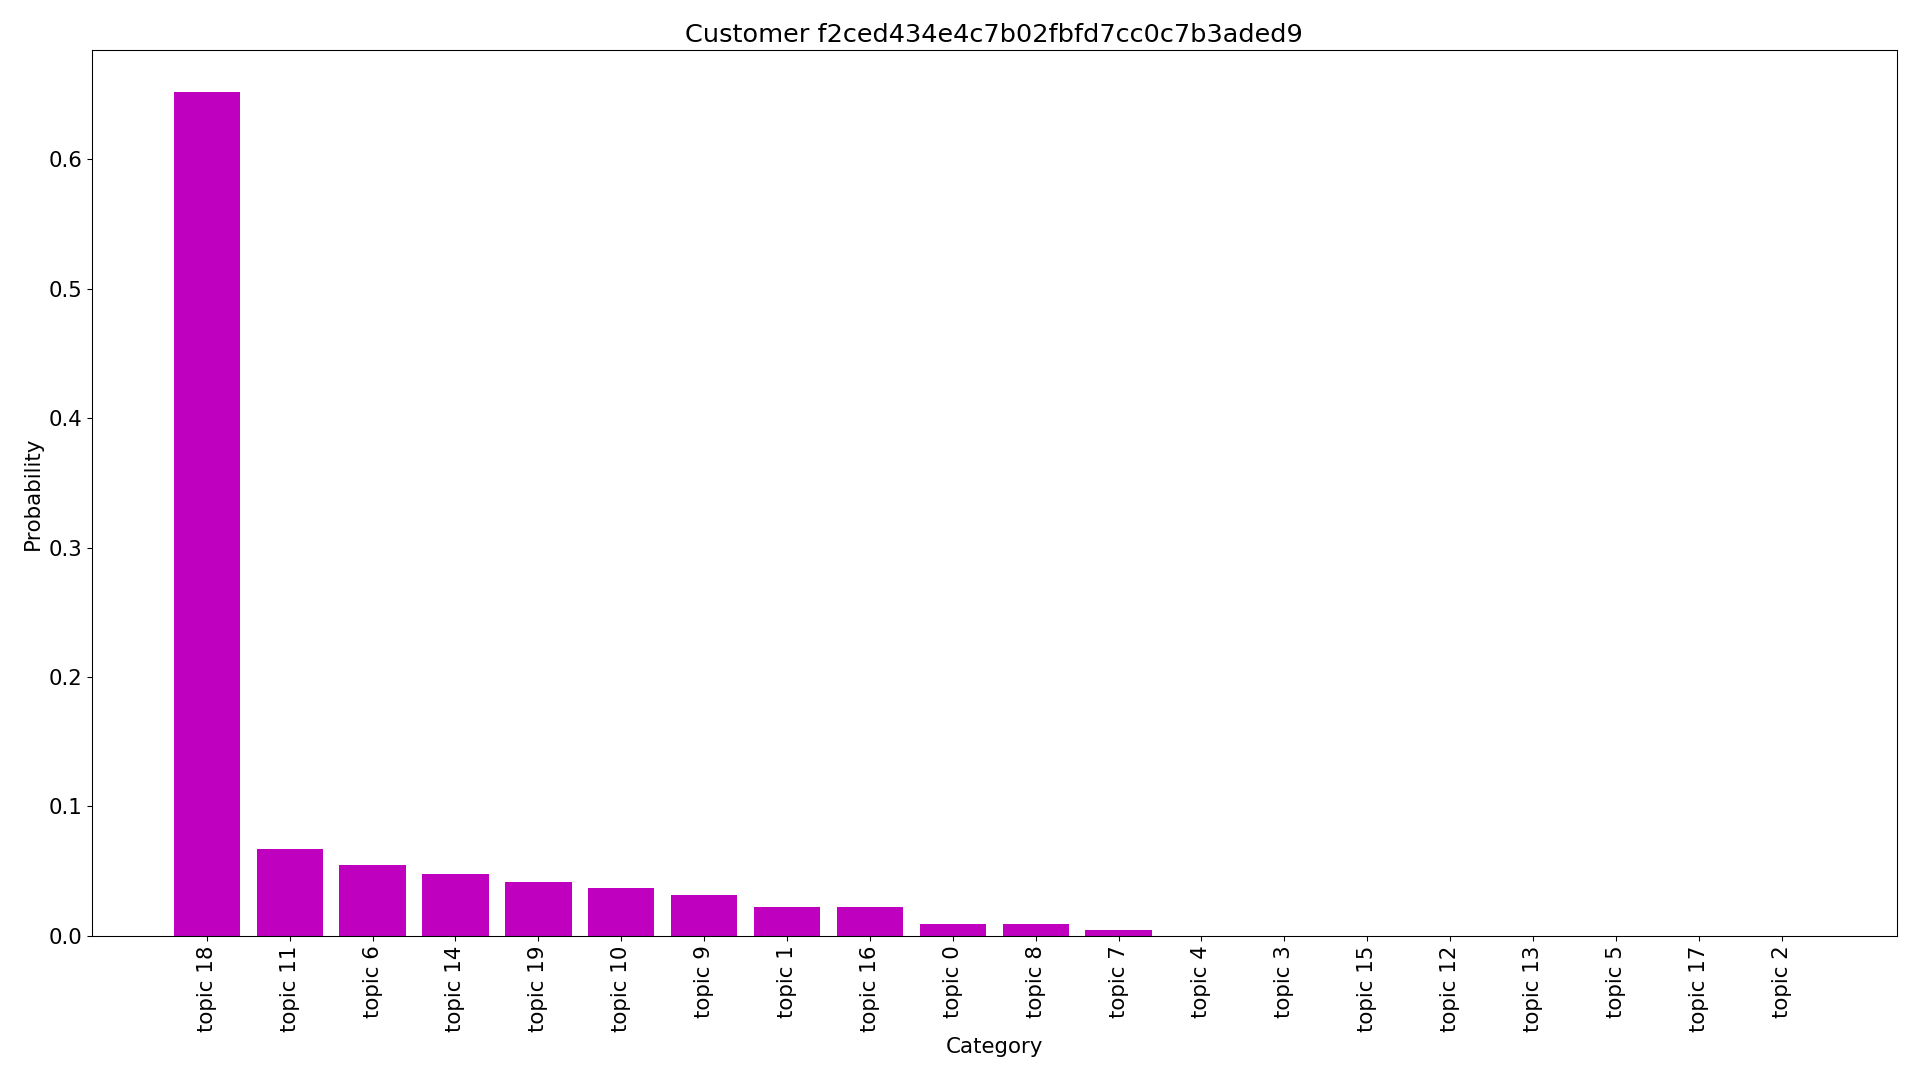 Customer f2ced434e4c7b02fbfd7cc0c7b3aded9
Probability
0.6
0.5
0.4
0.3
0.2
0.1
0.0
topic 18
topic 11
topic 6
topic 14
topic 19
topic 10
topic 9
topic 1
topic 16
topic 0
topic 8
topic 7
topic 4
topic 3
topic 15
topic 12
topic 13
topic 5
topic 17
topic 2
Category